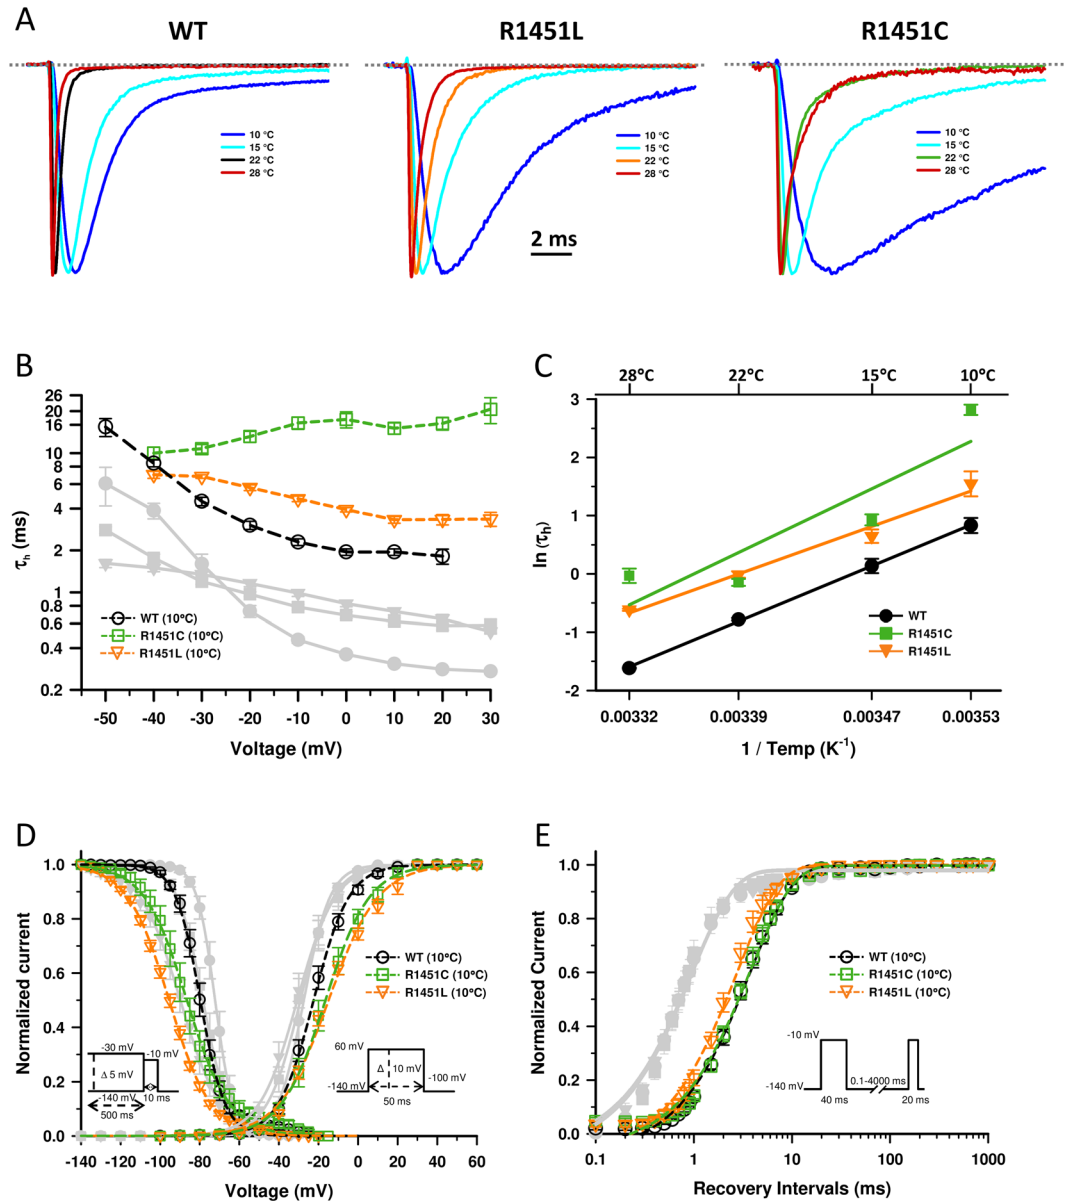 A
WT
R1451L
R1451C
10 °C
15 °C
22 °C
28 °C
10 °C
15 °C
22 °C
28 °C
10 °C
15 °C
22 °C
28 °C
2 ms
B
26
20
16
10
8
6
4
2
1
0.8
0.6
0.4
0.2
τh (ms)
WT (10ºC)
R1451C (10ºC)
R1451L (10ºC)
-50 -40 -30 -20 -10 0 10 20 30
Voltage (mV)
C
28°C 22°C 15°C 10°C
3
2
1
0
-1
-2
ln (τh)
WT
R1451C
R1451L
0.00332 0.00339 0.00347 0.00353
1 / Temp (K-1)
D
1.0
0.8
0.6
0.4
0.2
0.0
Normalized current
WT (10ºC)
R1451C (10ºC)
R1451L (10ºC)
-30 mV
-10 mV
Δ 5 mV
-140 mV
10 ms
500 ms
60 mV
Δ 10 mV
-140 mV
-100 mV
50 ms
-140 -120 -100 -80 -60 -40 -20 0 20 40 60
Voltage (mV)
E
1.0
0.8
0.6
0.4
0.2
0.0
Normalized Current
WT (10ºC)
R1451C (10ºC)
R1451L (10ºC)
-10 mV
-140 mV
0.1-4000 ms
40 ms
20 ms
0.1 1 10 100 1000
Recovery Intervals (ms)